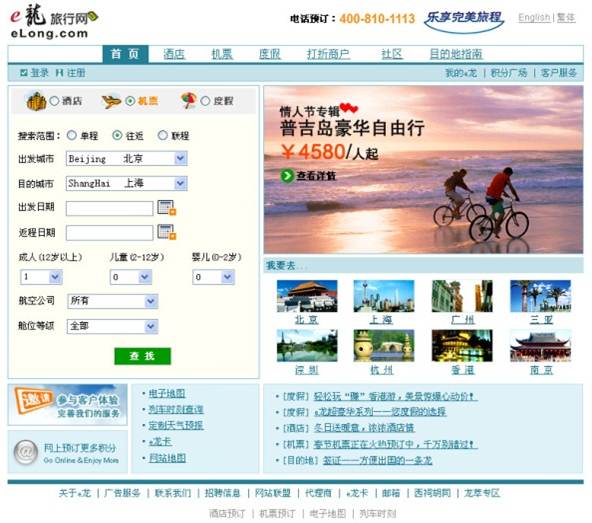 e龙 旅行网
eLong.com
电话预订：400-810-1113
乐享完美旅程
English | 繁体
首 页 酒店 机票 度假 打折商户 社区 目的地指南
登录 注册
我的e龙 | 积分广场 | 客户服务
酒店 机票 度假
搜索范围： 单程 往返 联程
出发城市 Beijing 北京
目的城市 ShangHai 上海
出发日期
返程日期
成人(12岁以上) 儿童(2-12岁) 婴儿(0-2岁)
1 0 0
航空公司 所有
舱位等级 全部
查 找
情人节专辑
普吉岛豪华自由行
￥4580/人起
查看详情
我要去...
北 京 上 海 广 州 三 亚
深 圳 杭 州 香 港 南 京
邀请 参与客户体验
完善我们的服务
网上预订更多积分
Go Online & Enjoy More
· 电子地图
· 列车时刻查询
· 定制天气预报
· e龙卡
· 网站地图
· [度假] 轻松玩“赚”香港游，美景惊爆心动价！
· [度假] e龙超豪华系列——您度假的选择
· [酒店] 冬日送暖意，浓浓酒店情
· [机票] 春节机票正在火热预订中，千万别错过！
· [目的地] 签证——方便出国的一条龙
关于e龙 | 广告服务 | 联系我们 | 招聘信息 | 网站联盟 | 代理商 | e龙卡 | 邮箱 | 西祠胡同 | 龙萃专区
酒店预订 | 机票预订 | 电子地图 | 列车时刻